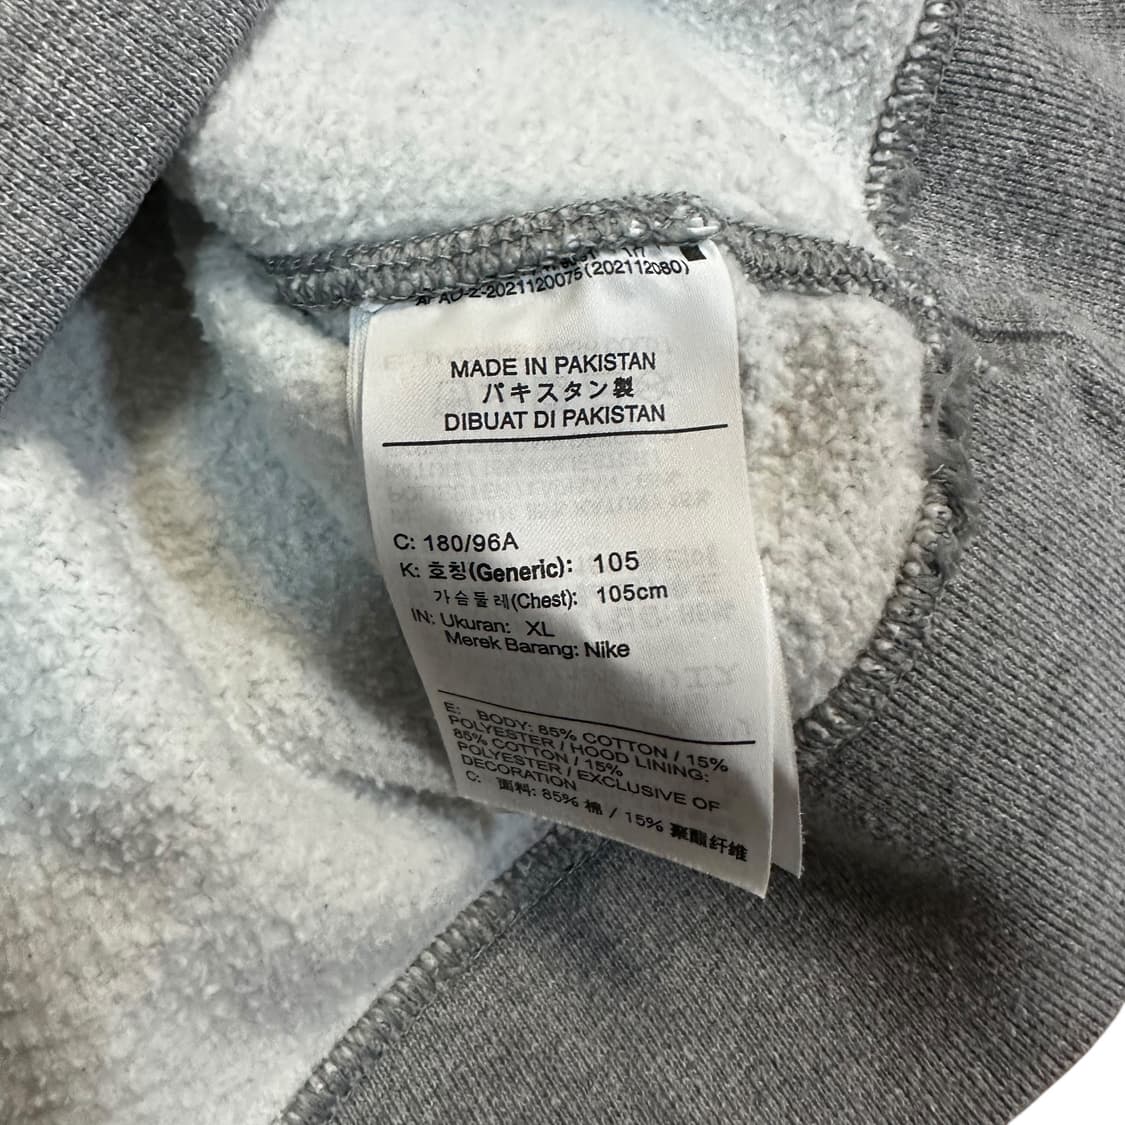 2-2021120075(202112080)
MADE IN PAKISTAN
パキスタン製
DIBUAT DI PAKISTAN
C: 180/96A
K: 호칭(Generic): 105
가슴둘레(Chest): 105cm
IN: Ukuran: XL
Merek Barang: Nike
E: BODY: 85% COTTON / 15%
POLYESTER / HOOD LINING:
85% COTTON / 15%
POLYESTER / EXCLUSIVE OF
DECORATION
C: 面料: 85% 棉 / 15% 聚酯纤维